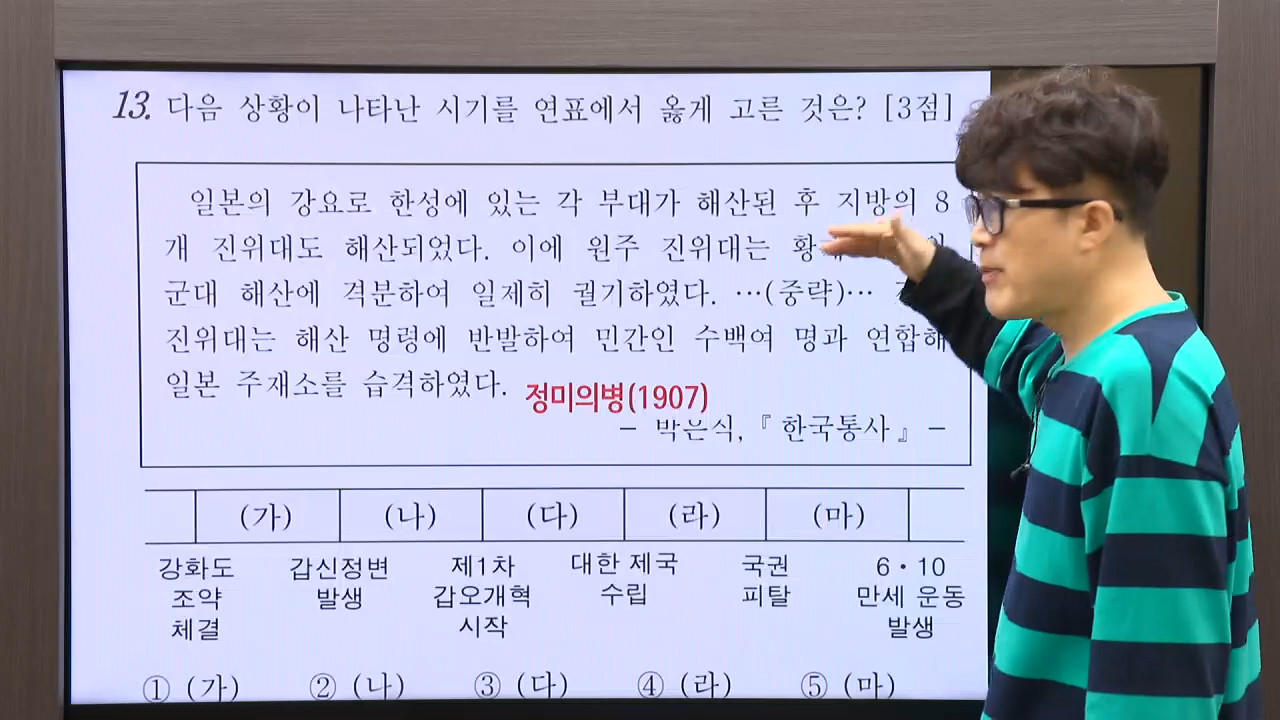 13. 다음 상황이 나타난 시기를 연표에서 옳게 고른 것은? [3점]
일본의 강요로 한성에 있는 각 부대가 해산된 후 지방의 8
개 진위대도 해산되었다. 이에 원주 진위대는
군대 해산에 격분하여 일제히 궐기하였다. …(중략)…
진위대는 해산 명령에 반발하여 민간인 수백여 명과 연합해
일본 주재소를 습격하였다.
정미의병(1907)
- 박은식, 『한국통사』 -
(가) (나) (다) (라) (마)
강화도 조약 체결
갑신정변 발생
제1차 갑오개혁 시작
대한 제국 수립
국권 피탈
6·10 만세 운동 발생
① (가) ② (나) ③ (다) ④ (라) ⑤ (마)